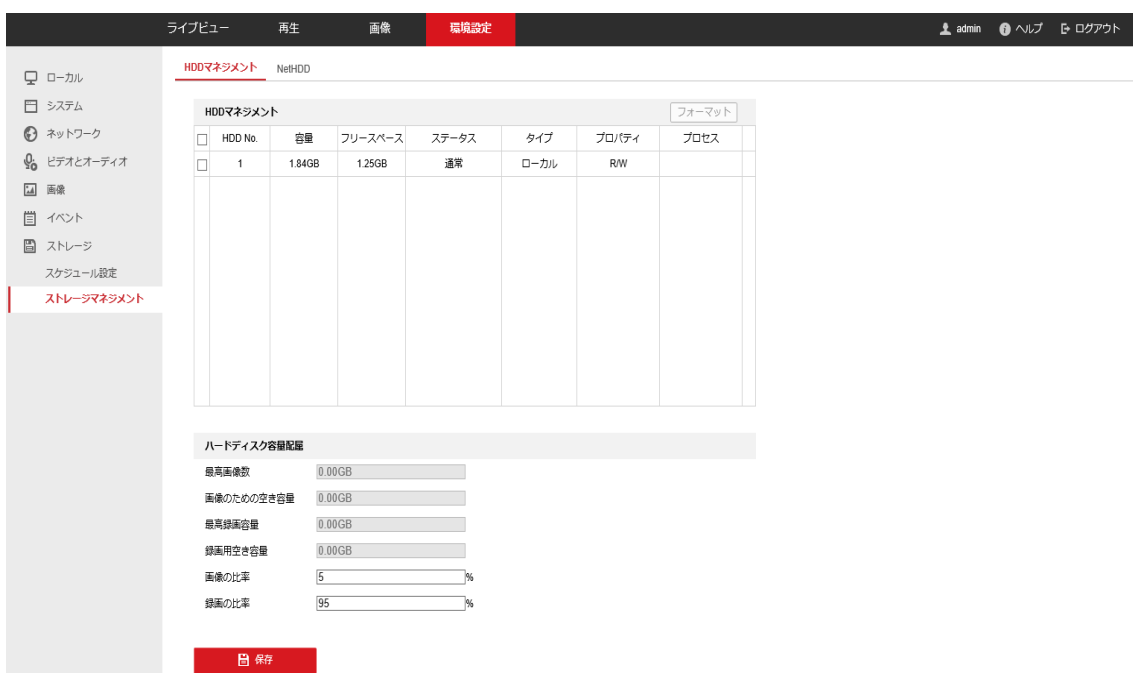 ライブビュー 再生 画像 環境設定 admin ヘルプ ログアウト
HDDマネジメント NetHDD
ローカル
システム
ネットワーク
ビデオとオーディオ
画像
イベント
ストレージ
スケジュール設定
ストレージマネジメント
HDDマネジメント フォーマット
HDD No. 容量 フリースペース ステータス タイプ プロパティ プロセス
1 1.84GB 1.25GB 通常 ローカル R/W
ハードディスク容量配屋
最高画像数 0.00GB
画像のための空き容量 0.00GB
最高録画容量 0.00GB
録画用空き容量 0.00GB
画像の比率 5 %
録画の比率 95 %
保存